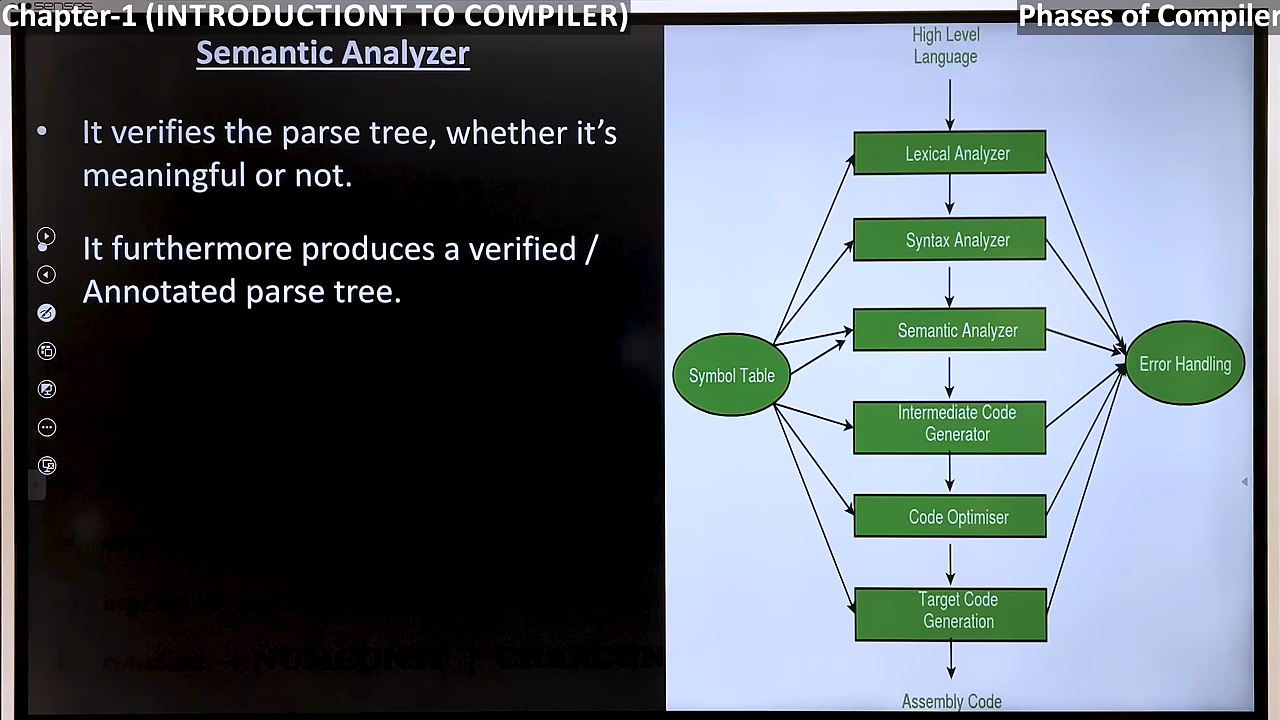 Chapter-1 (INTRODUCTIONT TO COMPILER)
Phases of Compiler
Semantic Analyzer
• It verifies the parse tree, whether it's
meaningful or not.
• It furthermore produces a verified /
Annotated parse tree.
High Level
Language
Lexical Analyzer
Syntax Analyzer
Semantic Analyzer
Symbol Table
Error Handling
Intermediate Code
Generator
Code Optimiser
Target Code
Generation
Assembly Code